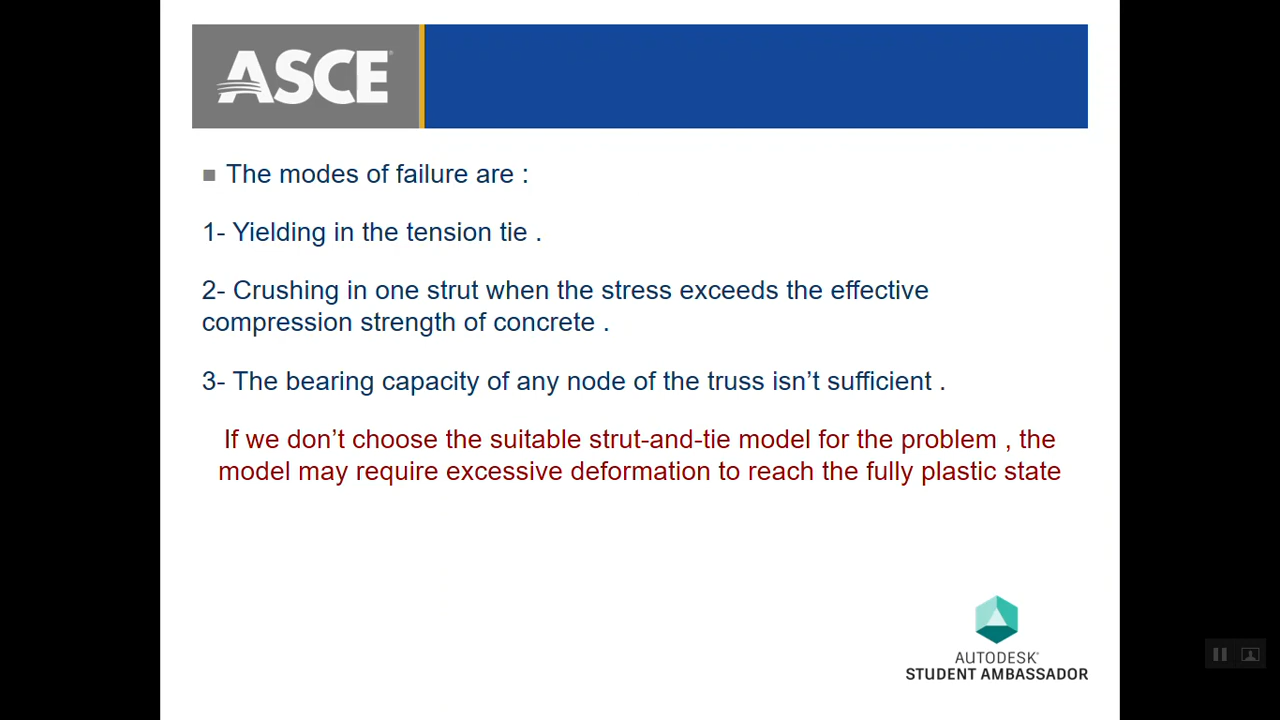 ASCE
The modes of failure are :
1- Yielding in the tension tie .
2- Crushing in one strut when the stress exceeds the effective
compression strength of concrete .
3- The bearing capacity of any node of the truss isn’t sufficient .
If we don’t choose the suitable strut-and-tie model for the problem , the
model may require excessive deformation to reach the fully plastic state
AUTODESK®
STUDENT AMBASSADOR